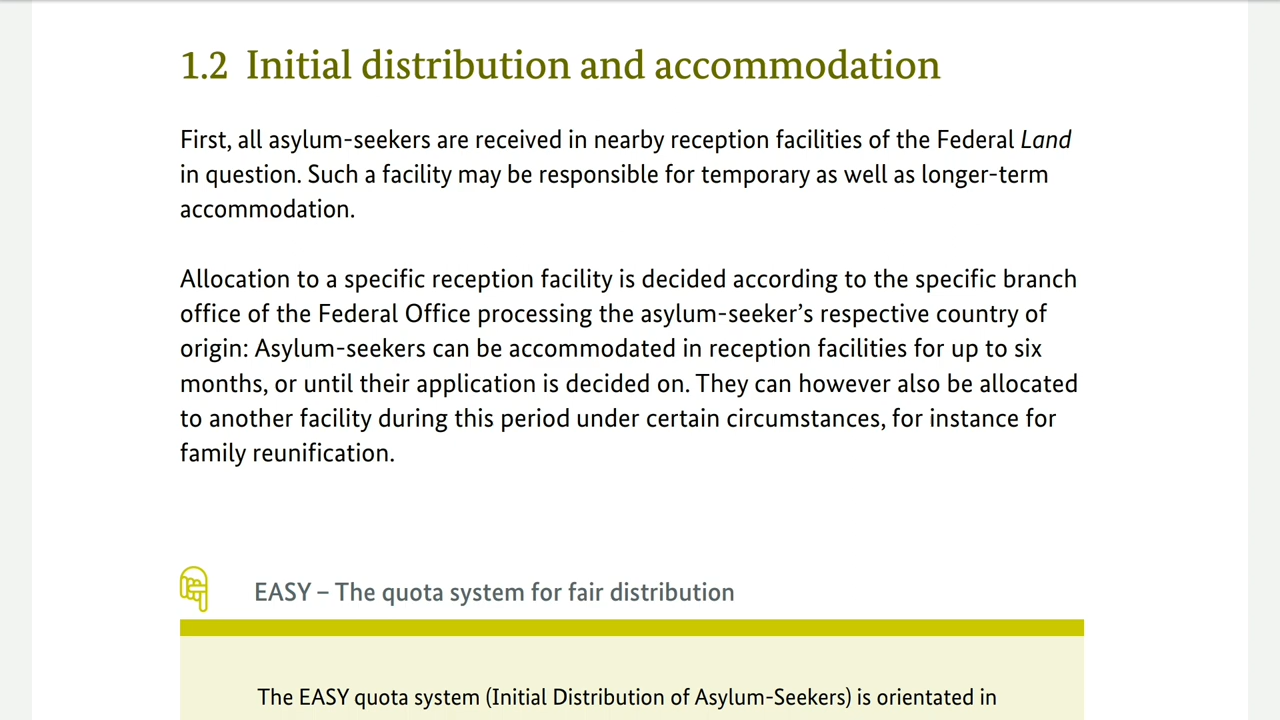 1.2 Initial distribution and accommodation
First, all asylum-seekers are received in nearby reception facilities of the Federal Land
in question. Such a facility may be responsible for temporary as well as longer-term
accommodation.
Allocation to a specific reception facility is decided according to the specific branch
office of the Federal Office processing the asylum-seeker’s respective country of
origin: Asylum-seekers can be accommodated in reception facilities for up to six
months, or until their application is decided on. They can however also be allocated
to another facility during this period under certain circumstances, for instance for
family reunification.
EASY – The quota system for fair distribution
The EASY quota system (Initial Distribution of Asylum-Seekers) is orientated in